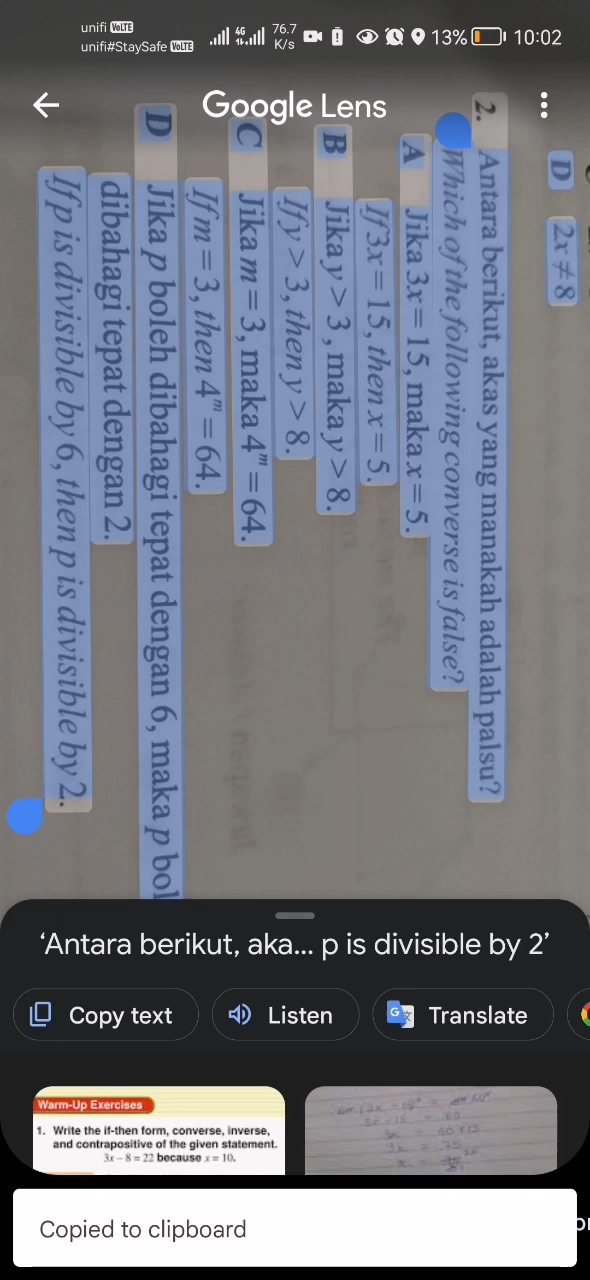 unifi VoLTE
unifi#StaySafe VoLTE
4G
76.7
K/s
13%
10:02
Google Lens
D 2x ≠ 8
2. Antara berikut, akas yang manakah adalah palsu?
Which of the following converse is false?
A Jika 3x = 15, maka x = 5.
If 3x = 15, then x = 5.
B Jika y > 3, maka y > 8.
If y > 3, then y > 8.
C Jika m = 3, maka 4ᵐ = 64.
If m = 3, then 4ᵐ = 64.
D Jika p boleh dibahagi tepat dengan 6, maka p bol
dibahagi tepat dengan 2.
If p is divisible by 6, then p is divisible by 2.
‘Antara berikut, aka... p is divisible by 2’
Copy text
Listen
Translate
Warm-Up Exercises
1. Write the if-then form, converse, inverse,
and contrapositive of the given statement.
3x – 8 = 22 because x = 10.
Copied to clipboard